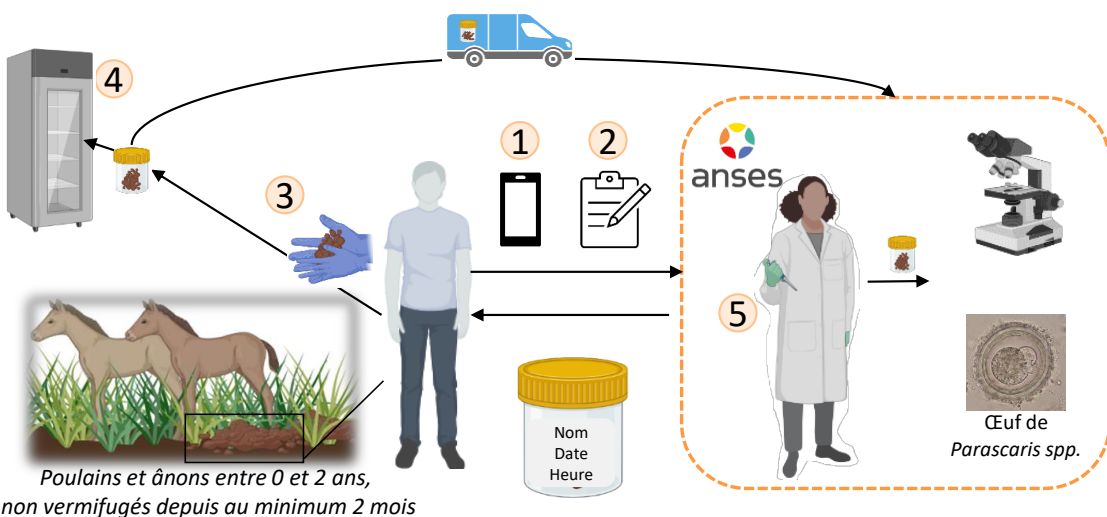 4
1
2
anses
3
5
Nom
Date
Heure
Œuf de
Parascaris spp.
Poulains et ânons entre 0 et 2 ans,
non vermifugés depuis au minimum 2 mois